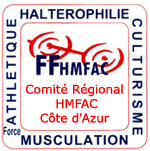 HALTEROPHILIE
ATHLETIQUE
CULTURISME
FFHMFAC
Comité Régional
HMFAC
Côte d'Azur
Force
MUSCULATION